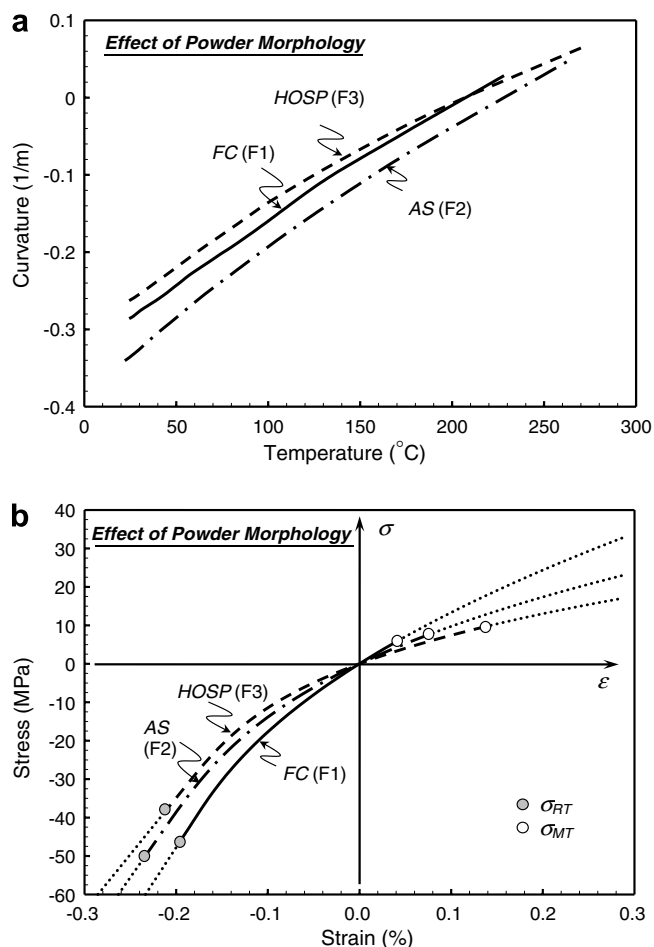 a
Effect of Powder Morphology
0.1
0
-0.1
-0.2
-0.3
-0.4
Curvature (1/m)
HOSP (F3)
FC (F1)
AS (F2)
0 50 100 150 200 250 300
Temperature (°C)
b
Effect of Powder Morphology
40
30
20
10
0
-10
-20
-30
-40
-50
-60
Stress (MPa)
σ
ε
HOSP (F3)
AS
(F2)
FC (F1)
σRT
σMT
-0.3 -0.2 -0.1 0.0 0.1 0.2 0.3
Strain (%)